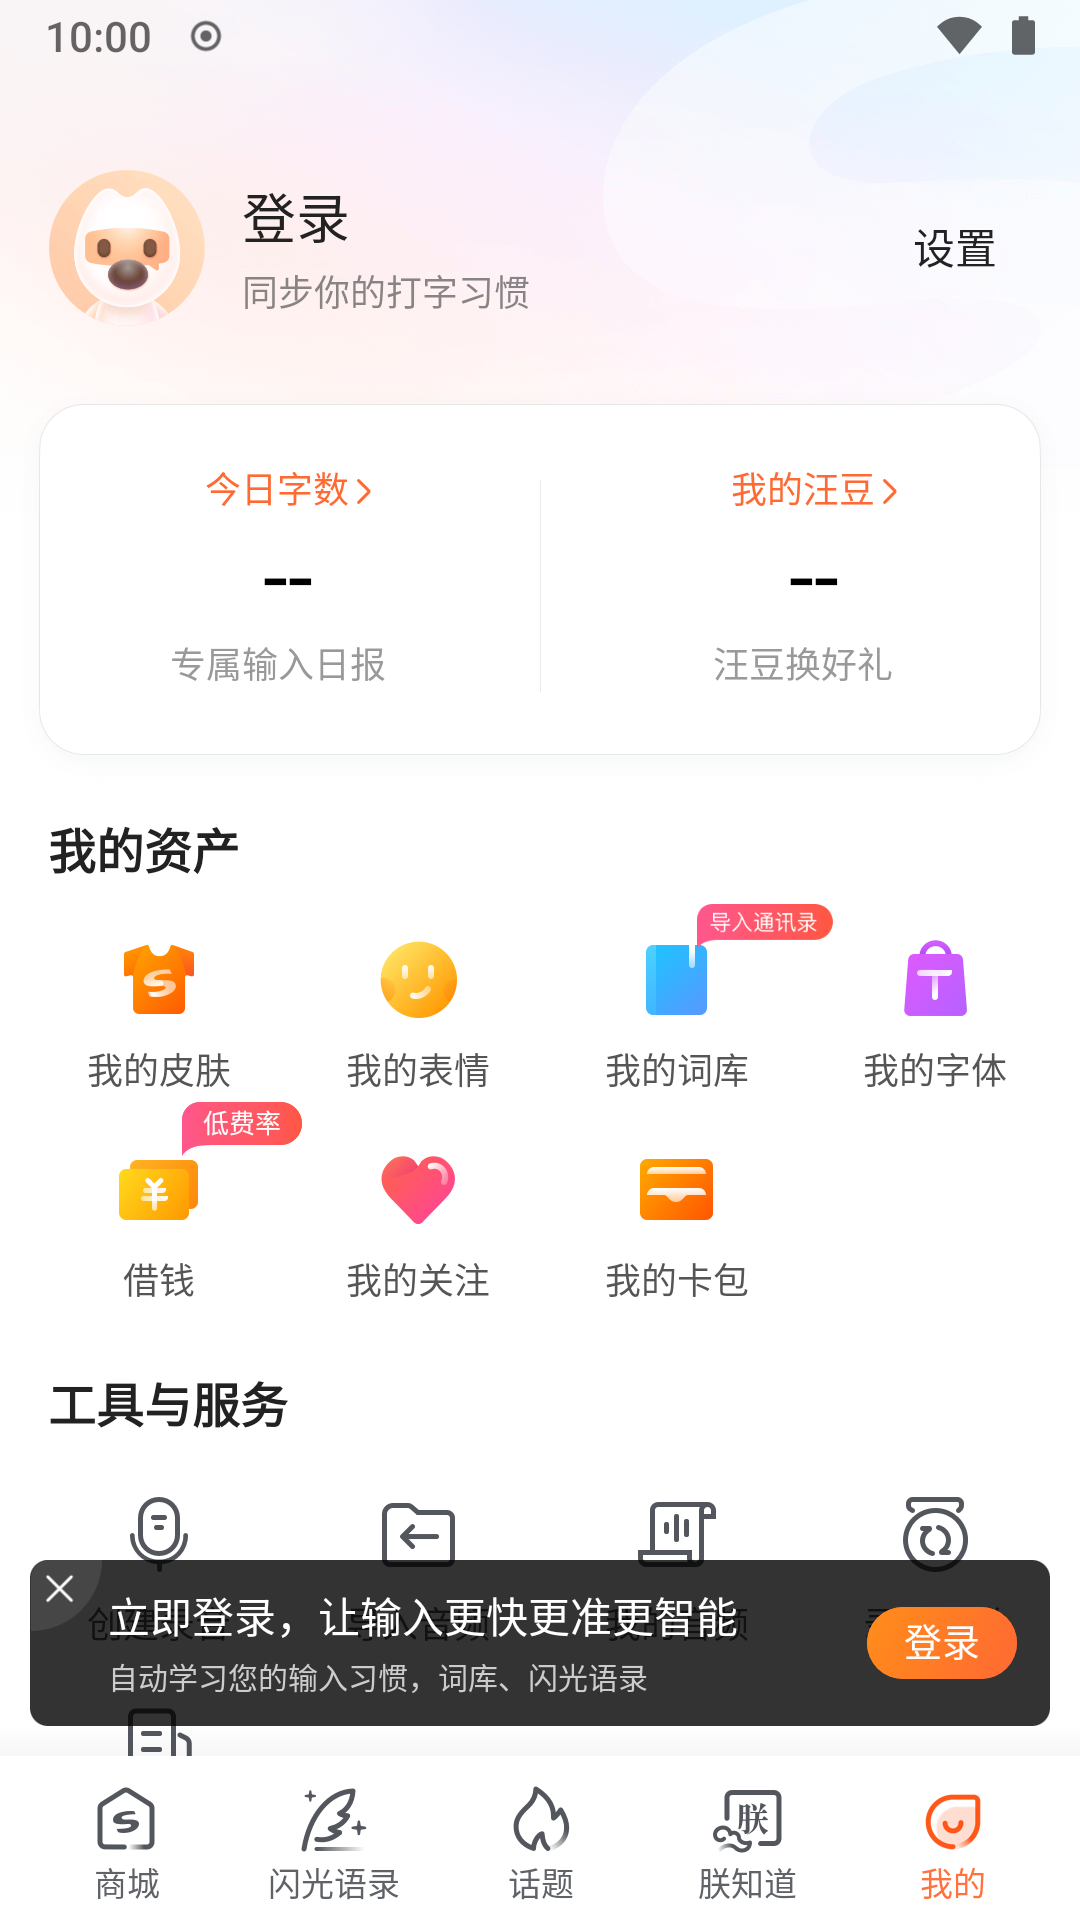 10:00
登录
同步你的打字习惯
设置
今日字数
我的汪豆
--
--
专属输入日报
汪豆换好礼
我的资产
导入通讯录
我的皮肤
我的表情
我的词库
我的字体
低费率
借钱
我的关注
我的卡包
工具与服务
立即登录，让输入更快更准更智能
自动学习您的输入习惯，词库、闪光语录
登录
商城
闪光语录
话题
朕
朕知道
我的